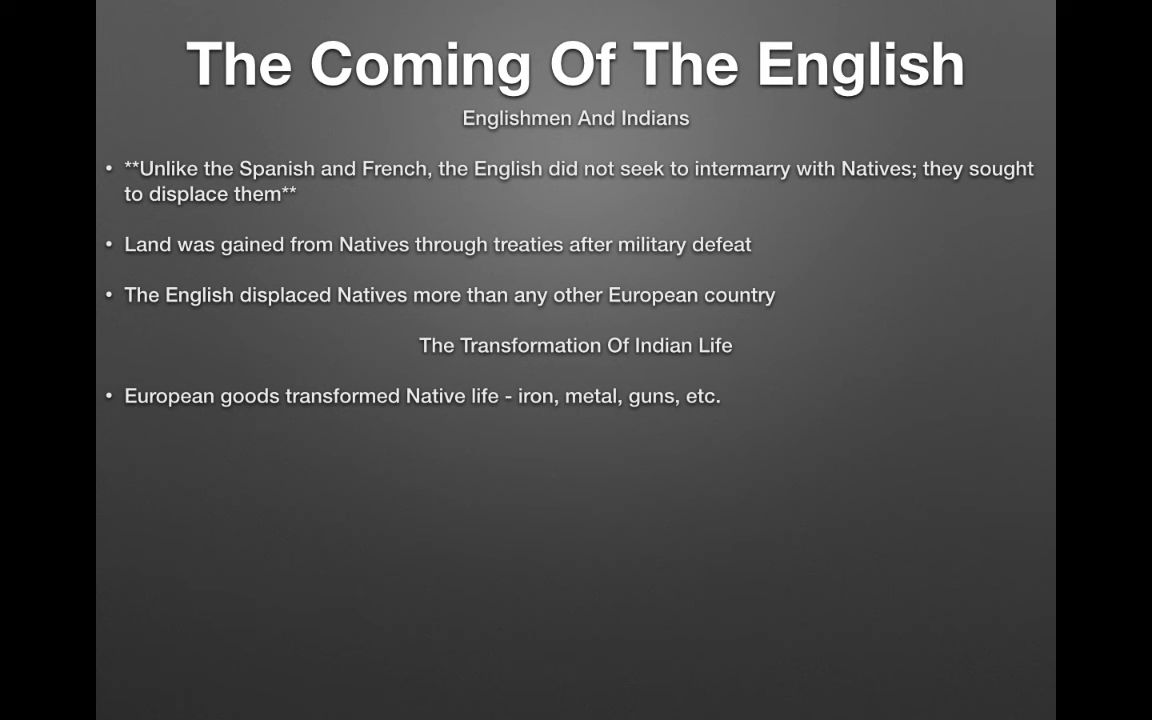 The Coming Of The English
Englishmen And Indians
• **Unlike the Spanish and French, the English did not seek to intermarry with Natives; they sought
to displace them**
• Land was gained from Natives through treaties after military defeat
• The English displaced Natives more than any other European country
The Transformation Of Indian Life
• European goods transformed Native life - iron, metal, guns, etc.